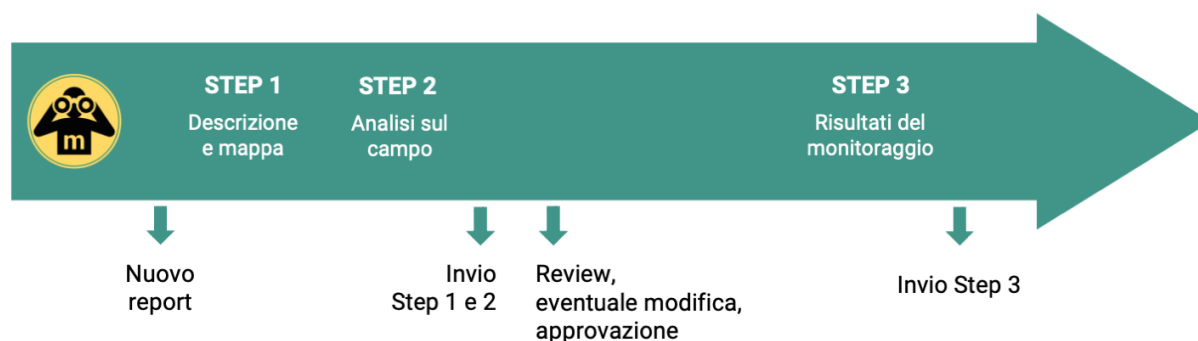 m
STEP 1
Descrizione
e mappa
STEP 2
Analisi sul
campo
STEP 3
Risultati del
monitoraggio
Nuovo
report
Invio
Step 1 e 2
Review,
eventuale modifica,
approvazione
Invio Step 3